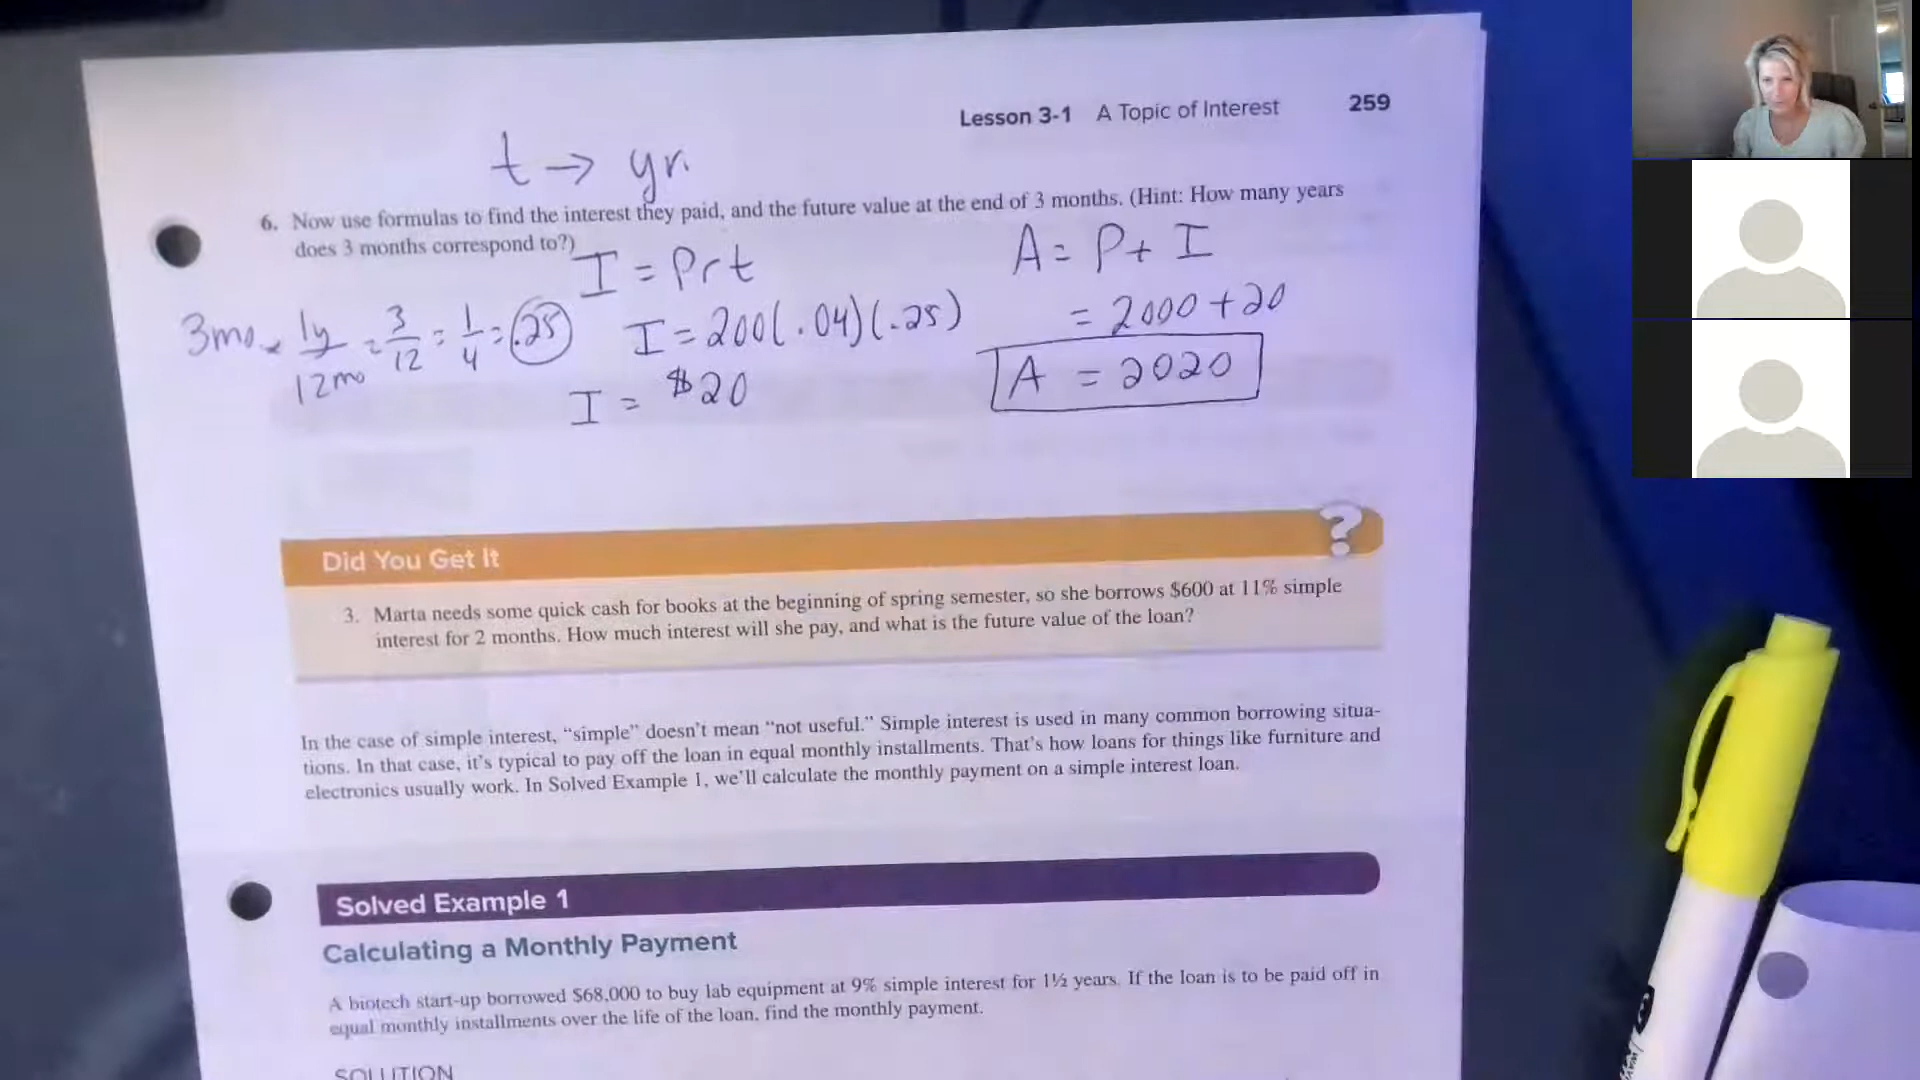 Lesson 3-1 A Topic of Interest 259
t → yr.
6. Now use formulas to find the interest they paid, and the future value at the end of 3 months. (Hint: How many years
does 3 months correspond to?)
I = Prt
A = P + I
3mo × 1y/12mo = 3/12 = 1/4 = .25
I = 200(.04)(.25)
= 2000 + 20
I = $20
A = 2020
Did You Get It ?
3. Marta needs some quick cash for books at the beginning of spring semester, so she borrows $600 at 11% simple
interest for 2 months. How much interest will she pay, and what is the future value of the loan?
In the case of simple interest, “simple” doesn’t mean “not useful.” Simple interest is used in many common borrowing situa-
tions. In that case, it’s typical to pay off the loan in equal monthly installments. That’s how loans for things like furniture and
electronics usually work. In Solved Example 1, we’ll calculate the monthly payment on a simple interest loan.
Solved Example 1
Calculating a Monthly Payment
A biotech start-up borrowed $68,000 to buy lab equipment at 9% simple interest for 1½ years. If the loan is to be paid off in
equal monthly installments over the life of the loan, find the monthly payment.
SOLUTION